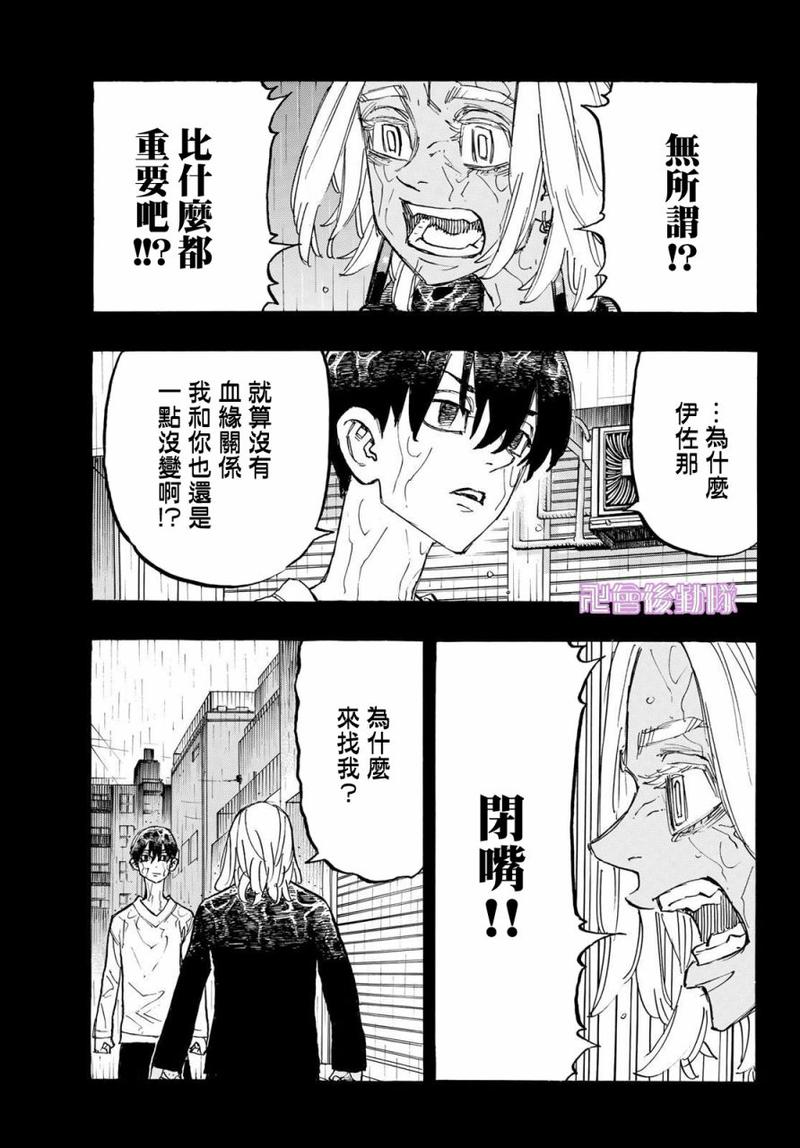 無所謂!?
比什麼都
重要吧!!?
…為什麼
伊佐那
就算沒有
血緣關係
我和你也還是
一點沒變啊!?
卍會後勤隊
閉嘴!!
為什麼
來找我？